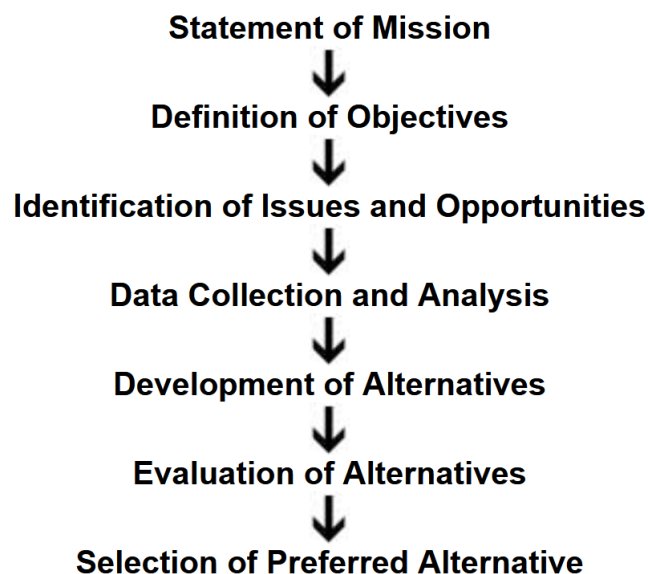 Statement of Mission
Definition of Objectives
Identification of Issues and Opportunities
Data Collection and Analysis
Development of Alternatives
Evaluation of Alternatives
Selection of Preferred Alternative